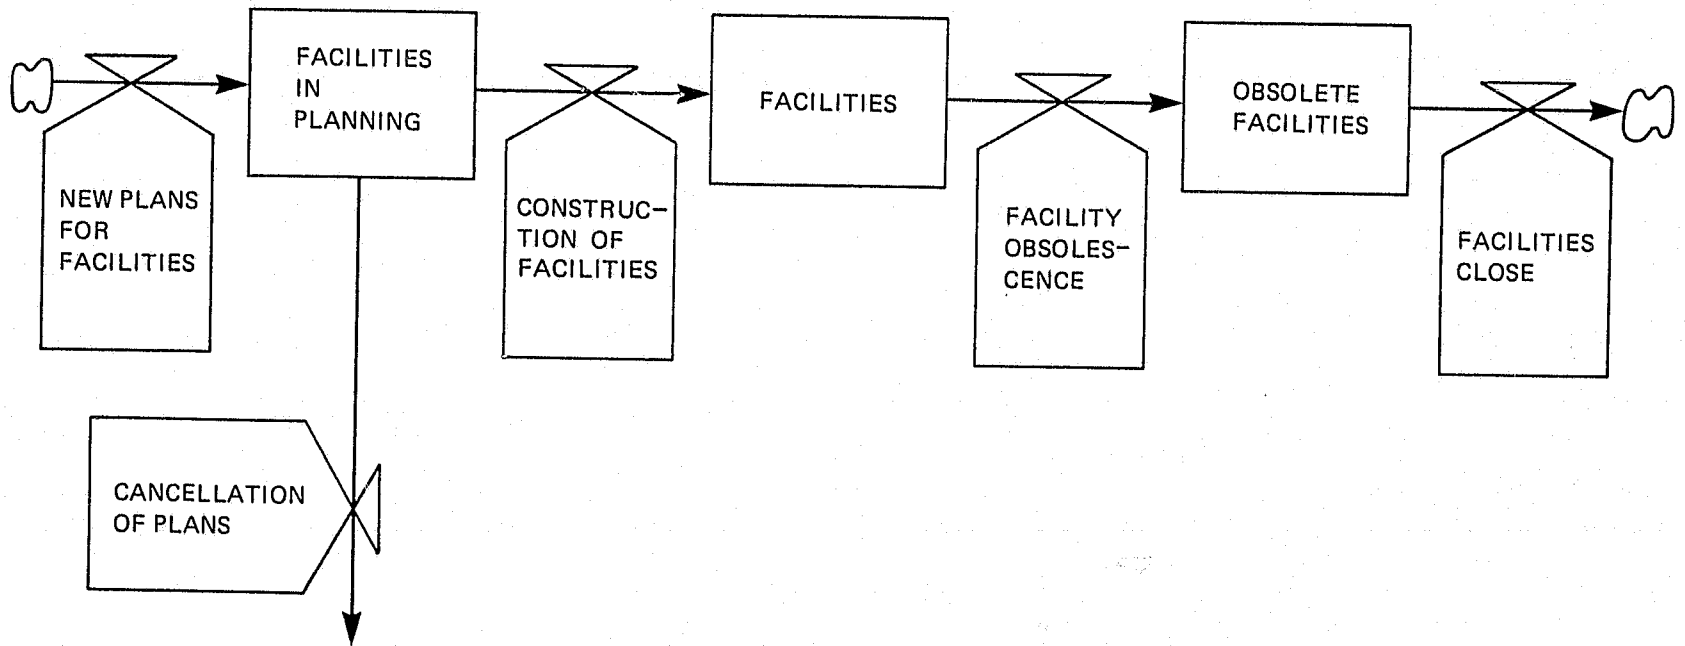 FACILITIES
IN
PLANNING
FACILITIES
OBSOLETE
FACILITIES
NEW PLANS
FOR
FACILITIES
CONSTRUC-
TION OF
FACILITIES
FACILITY
OBSOLES-
CENCE
FACILITIES
CLOSE
CANCELLATION
OF PLANS